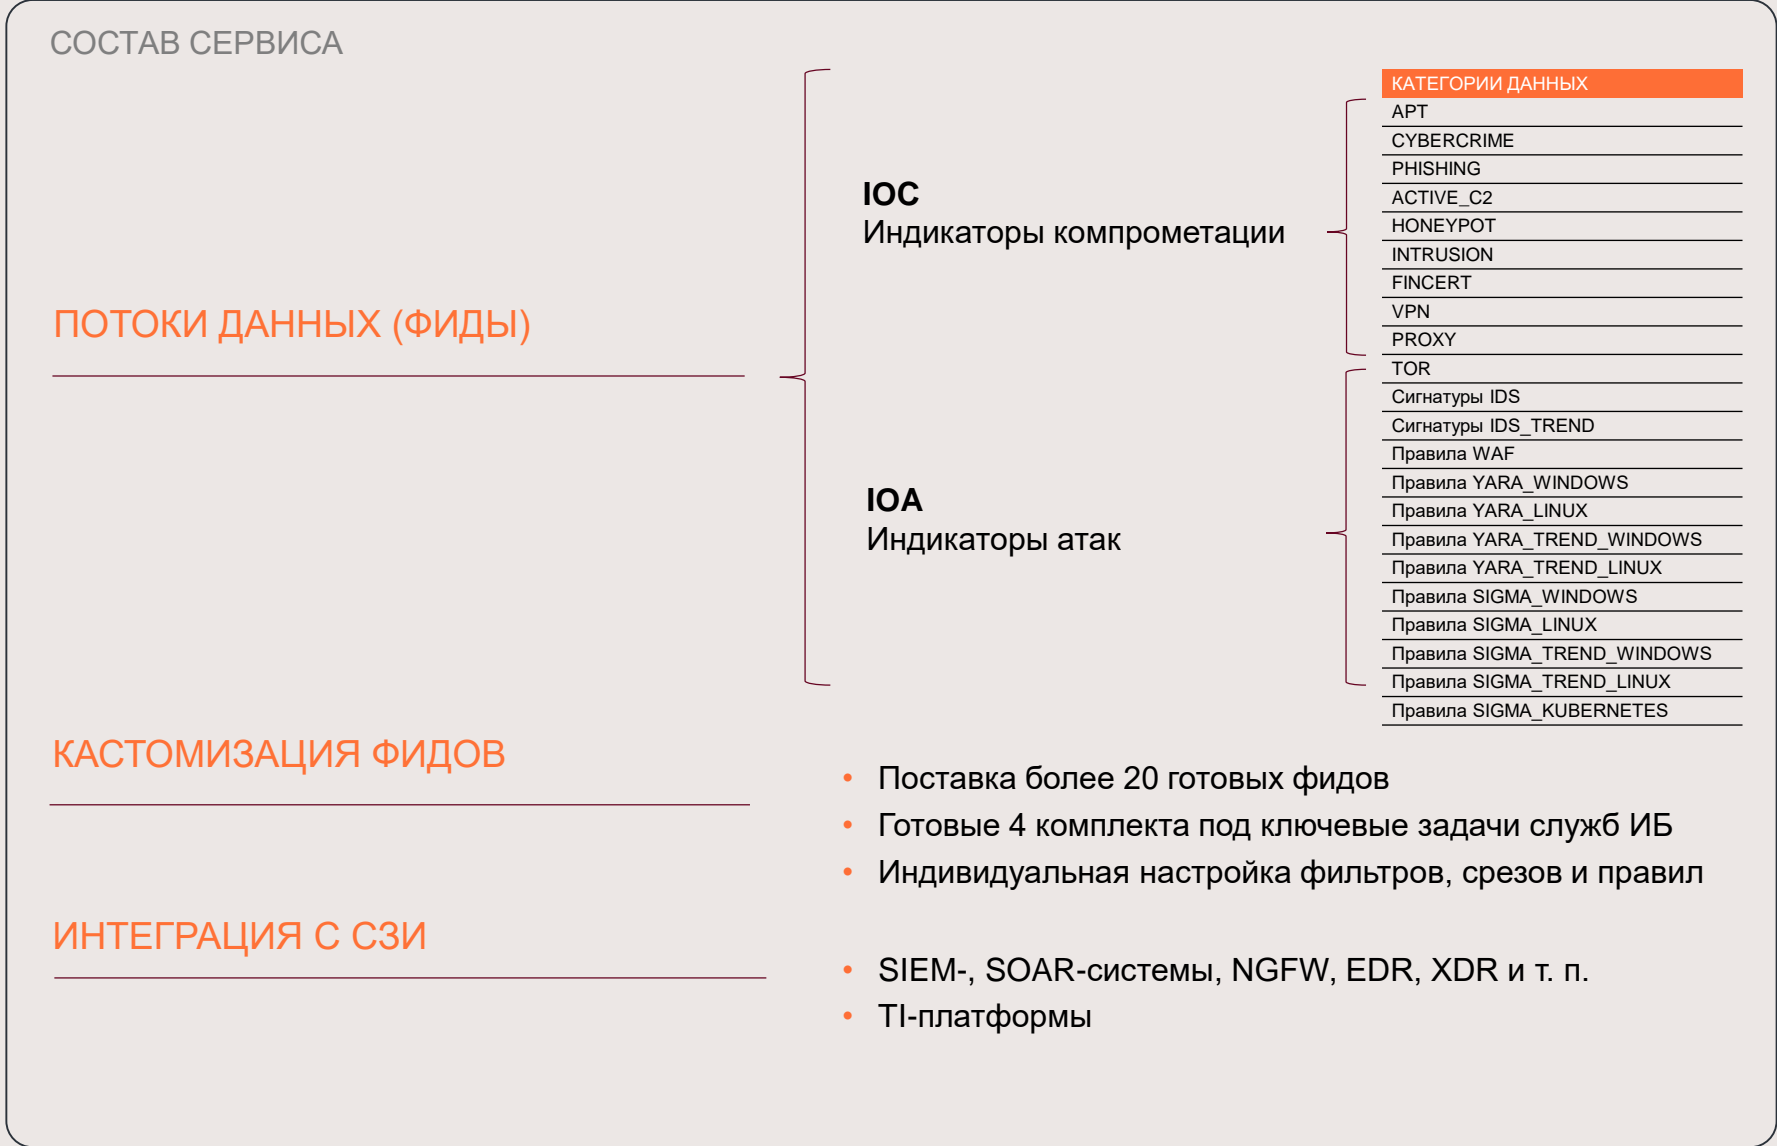 СОСТАВ СЕРВИСА
ПОТОКИ ДАННЫХ (ФИДЫ)
IOC
Индикаторы компрометации
IOA
Индикаторы атак
КАТЕГОРИИ ДАННЫХ
APT
CYBERCRIME
PHISHING
ACTIVE_C2
HONEYPOT
INTRUSION
FINCERT
VPN
PROXY
TOR
Сигнатуры IDS
Сигнатуры IDS_TREND
Правила WAF
Правила YARA_WINDOWS
Правила YARA_LINUX
Правила YARA_TREND_WINDOWS
Правила YARA_TREND_LINUX
Правила SIGMA_WINDOWS
Правила SIGMA_LINUX
Правила SIGMA_TREND_WINDOWS
Правила SIGMA_TREND_LINUX
Правила SIGMA_KUBERNETES
КАСТОМИЗАЦИЯ ФИДОВ
• Поставка более 20 готовых фидов
• Готовые 4 комплекта под ключевые задачи служб ИБ
• Индивидуальная настройка фильтров, срезов и правил
ИНТЕГРАЦИЯ С СЗИ
• SIEM-, SOAR-системы, NGFW, EDR, XDR и т. п.
• TI-платформы